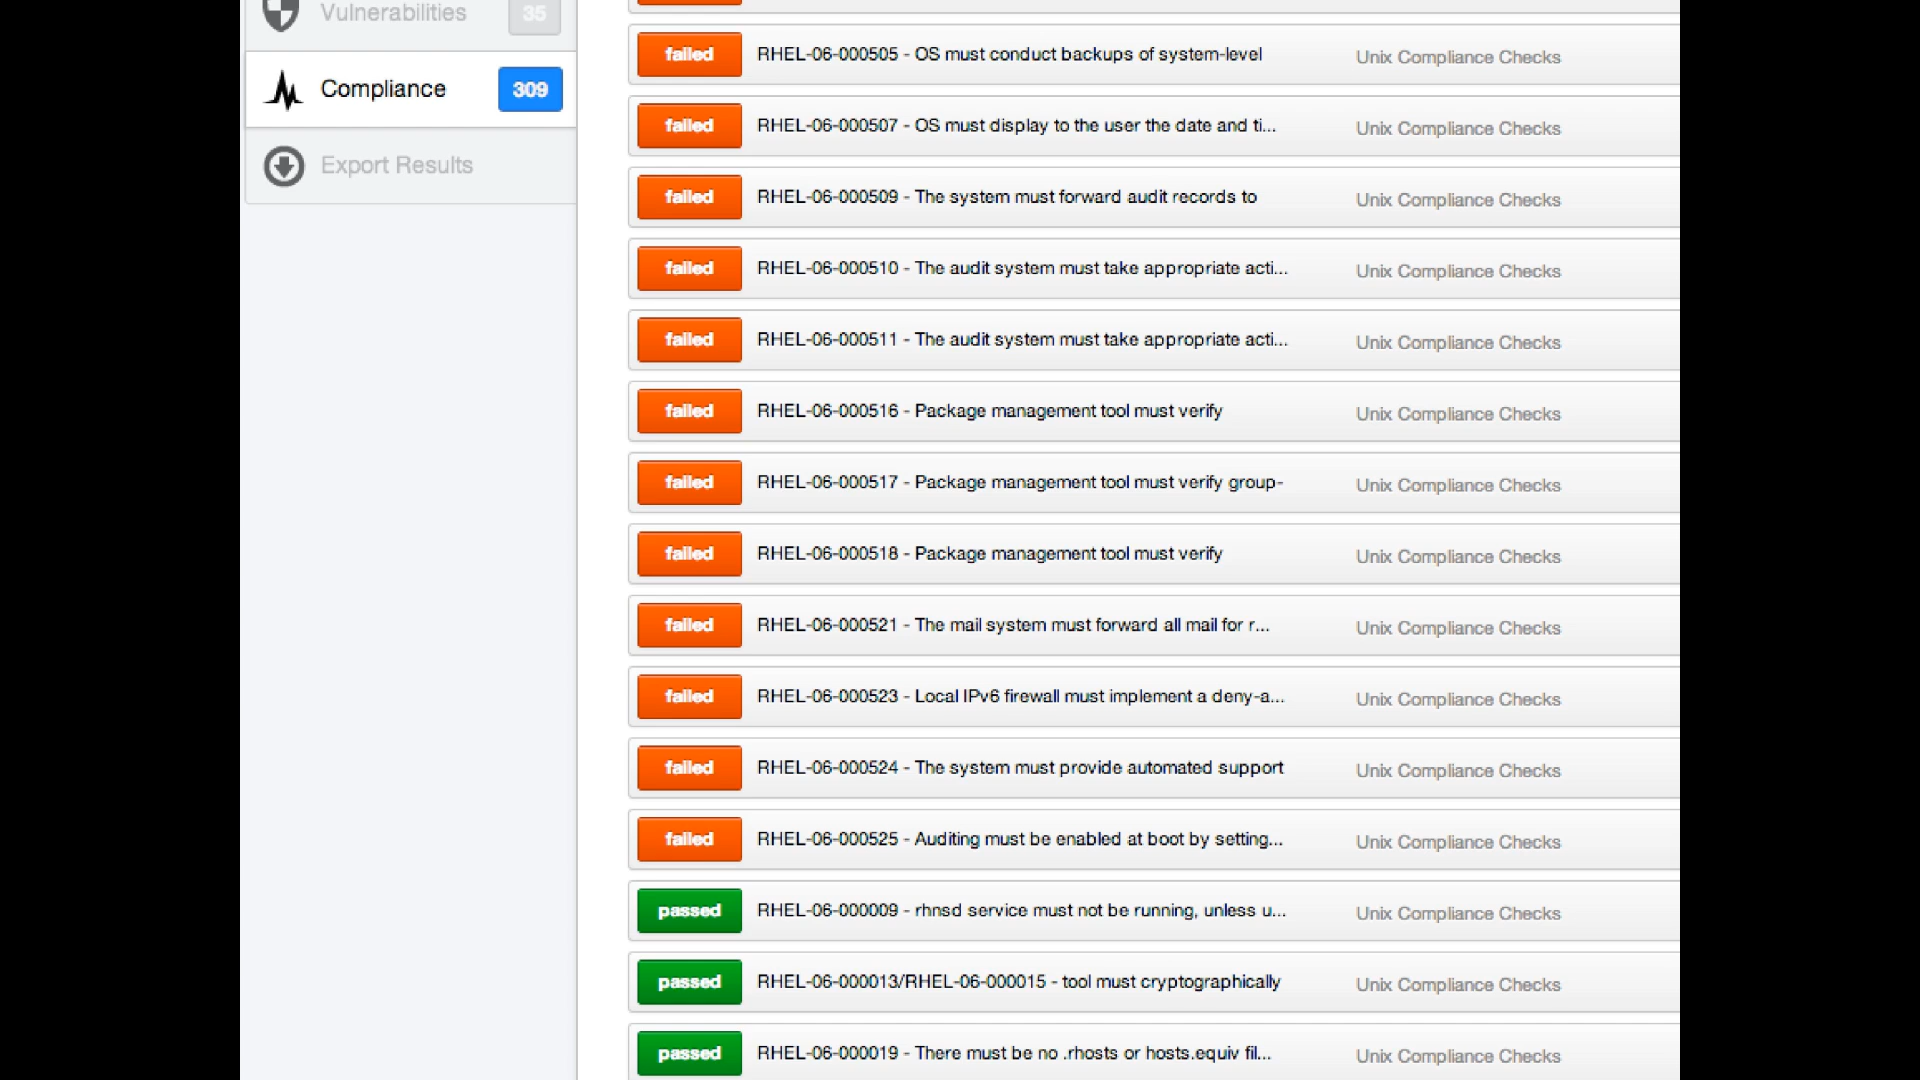 Vulnerabilities 35
Compliance 309
Export Results
failed RHEL-06-000505 - OS must conduct backups of system-level Unix Compliance Checks
failed RHEL-06-000507 - OS must display to the user the date and ti... Unix Compliance Checks
failed RHEL-06-000509 - The system must forward audit records to Unix Compliance Checks
failed RHEL-06-000510 - The audit system must take appropriate acti... Unix Compliance Checks
failed RHEL-06-000511 - The audit system must take appropriate acti... Unix Compliance Checks
failed RHEL-06-000516 - Package management tool must verify Unix Compliance Checks
failed RHEL-06-000517 - Package management tool must verify group- Unix Compliance Checks
failed RHEL-06-000518 - Package management tool must verify Unix Compliance Checks
failed RHEL-06-000521 - The mail system must forward all mail for r... Unix Compliance Checks
failed RHEL-06-000523 - Local IPv6 firewall must implement a deny-a... Unix Compliance Checks
failed RHEL-06-000524 - The system must provide automated support Unix Compliance Checks
failed RHEL-06-000525 - Auditing must be enabled at boot by setting... Unix Compliance Checks
passed RHEL-06-000009 - rhnsd service must not be running, unless u... Unix Compliance Checks
passed RHEL-06-000013/RHEL-06-000015 - tool must cryptographically Unix Compliance Checks
passed RHEL-06-000019 - There must be no .rhosts or hosts.equiv fil... Unix Compliance Checks